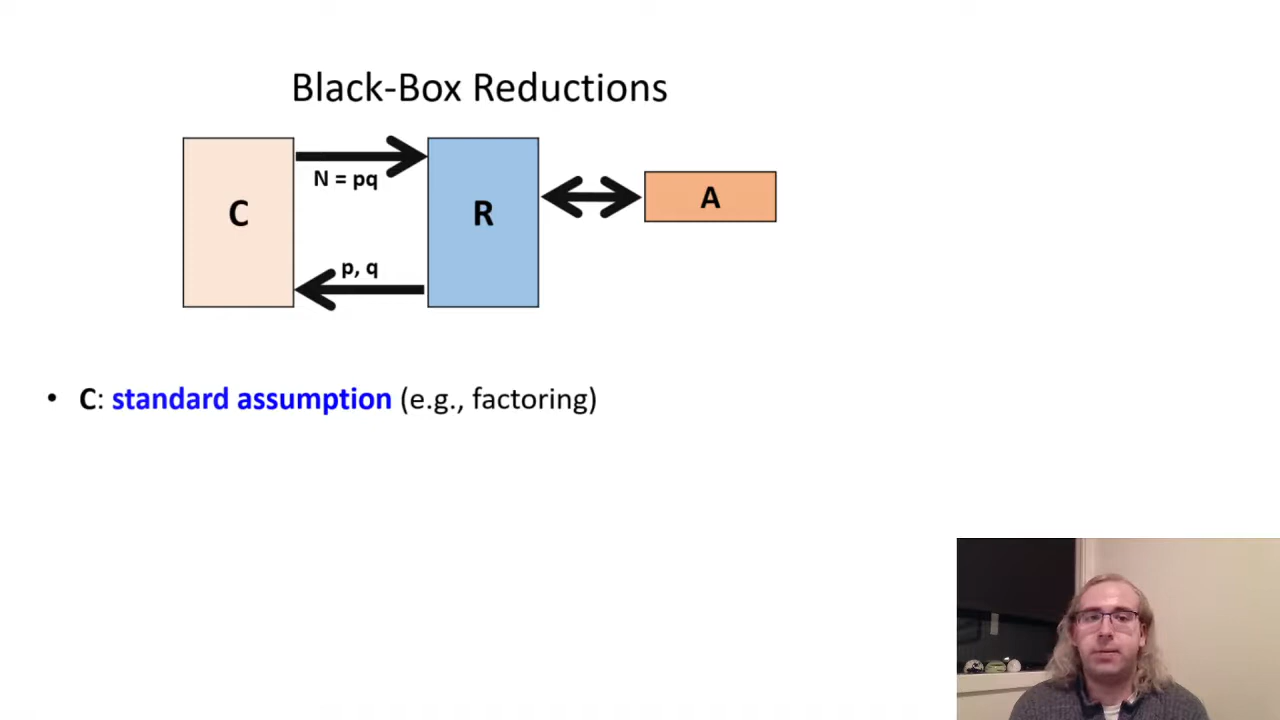 Black-Box Reductions
C
N = pq
R
A
p, q
• C: standard assumption (e.g., factoring)